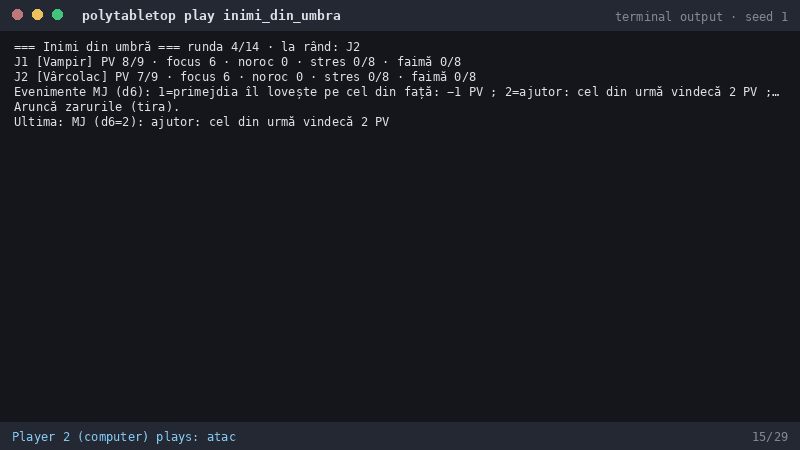 polytabletop play inimi_din_umbra
terminal output · seed 1
=== Inimi din umbră === runda 4/14 · la rând: J2
J1 [Vampir] PV 8/9 · focus 6 · noroc 0 · stres 0/8 · faimă 0/8
J2 [Vârcolac] PV 7/9 · focus 6 · noroc 0 · stres 0/8 · faimă 0/8
Evenimente MJ (d6): 1=primejdia îl lovește pe cel din față: −1 PV ; 2=ajutor: cel din urmă vindecă 2 PV ;…
Aruncă zarurile (tira).
Ultima: MJ (d6=2): ajutor: cel din urmă vindecă 2 PV
Player 2 (computer) plays: atac
15/29